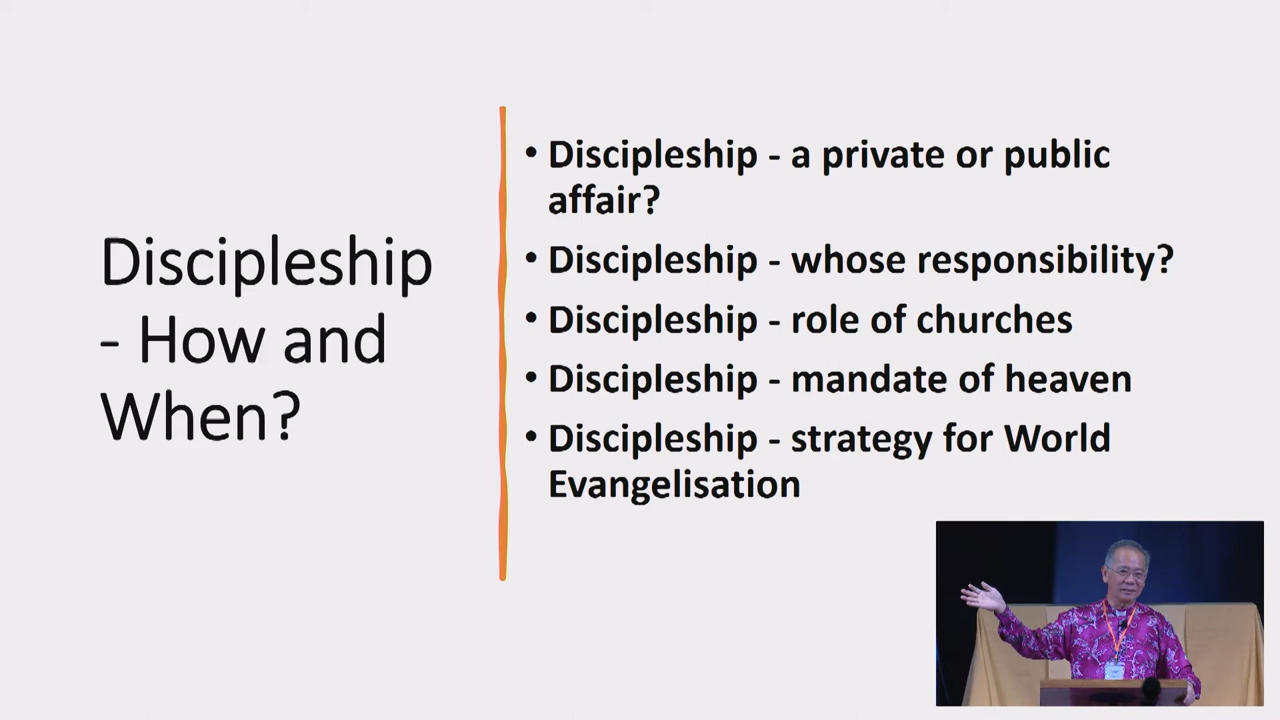 Discipleship
- How and
When?
• Discipleship - a private or public
affair?
• Discipleship - whose responsibility?
• Discipleship - role of churches
• Discipleship - mandate of heaven
• Discipleship - strategy for World
Evangelisation